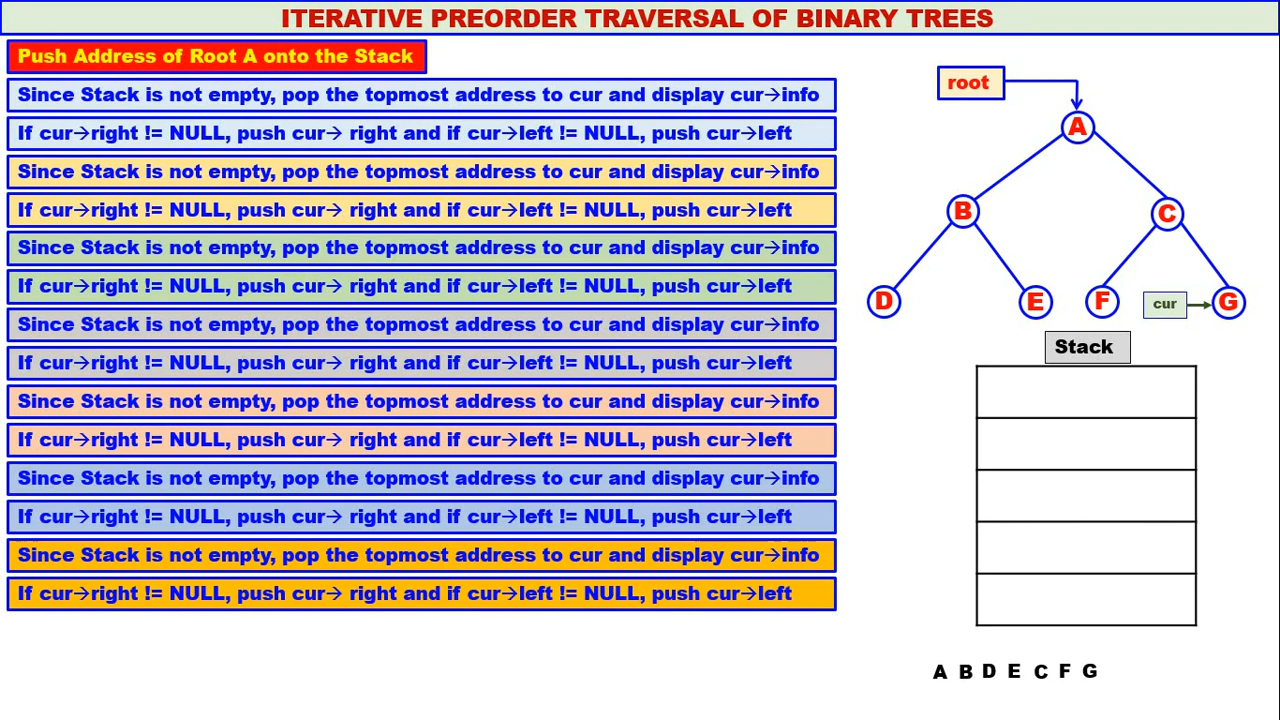 ITERATIVE PREORDER TRAVERSAL OF BINARY TREES
Push Address of Root A onto the Stack
Since Stack is not empty, pop the topmost address to cur and display cur→info
If cur→right != NULL, push cur→ right and if cur→left != NULL, push cur→left
Since Stack is not empty, pop the topmost address to cur and display cur→info
If cur→right != NULL, push cur→ right and if cur→left != NULL, push cur→left
Since Stack is not empty, pop the topmost address to cur and display cur→info
If cur→right != NULL, push cur→ right and if cur→left != NULL, push cur→left
Since Stack is not empty, pop the topmost address to cur and display cur→info
If cur→right != NULL, push cur→ right and if cur→left != NULL, push cur→left
Since Stack is not empty, pop the topmost address to cur and display cur→info
If cur→right != NULL, push cur→ right and if cur→left != NULL, push cur→left
Since Stack is not empty, pop the topmost address to cur and display cur→info
If cur→right != NULL, push cur→ right and if cur→left != NULL, push cur→left
Since Stack is not empty, pop the topmost address to cur and display cur→info
If cur→right != NULL, push cur→ right and if cur→left != NULL, push cur→left
root
A
B C
D E F cur G
Stack
A B D E C F G